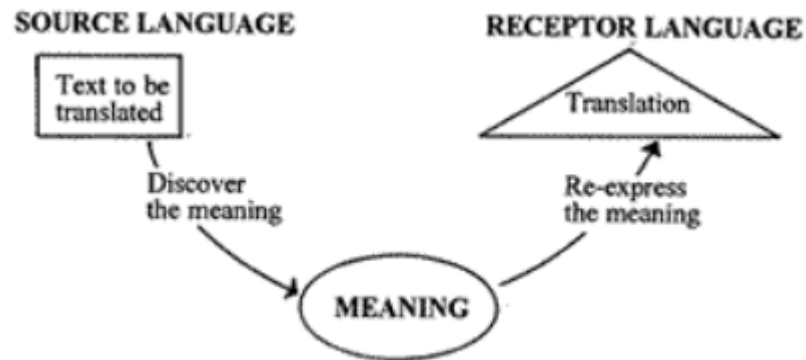 SOURCE LANGUAGE
RECEPTOR LANGUAGE
Text to be
translated
Translation
Discover
the meaning
Re-express
the meaning
MEANING